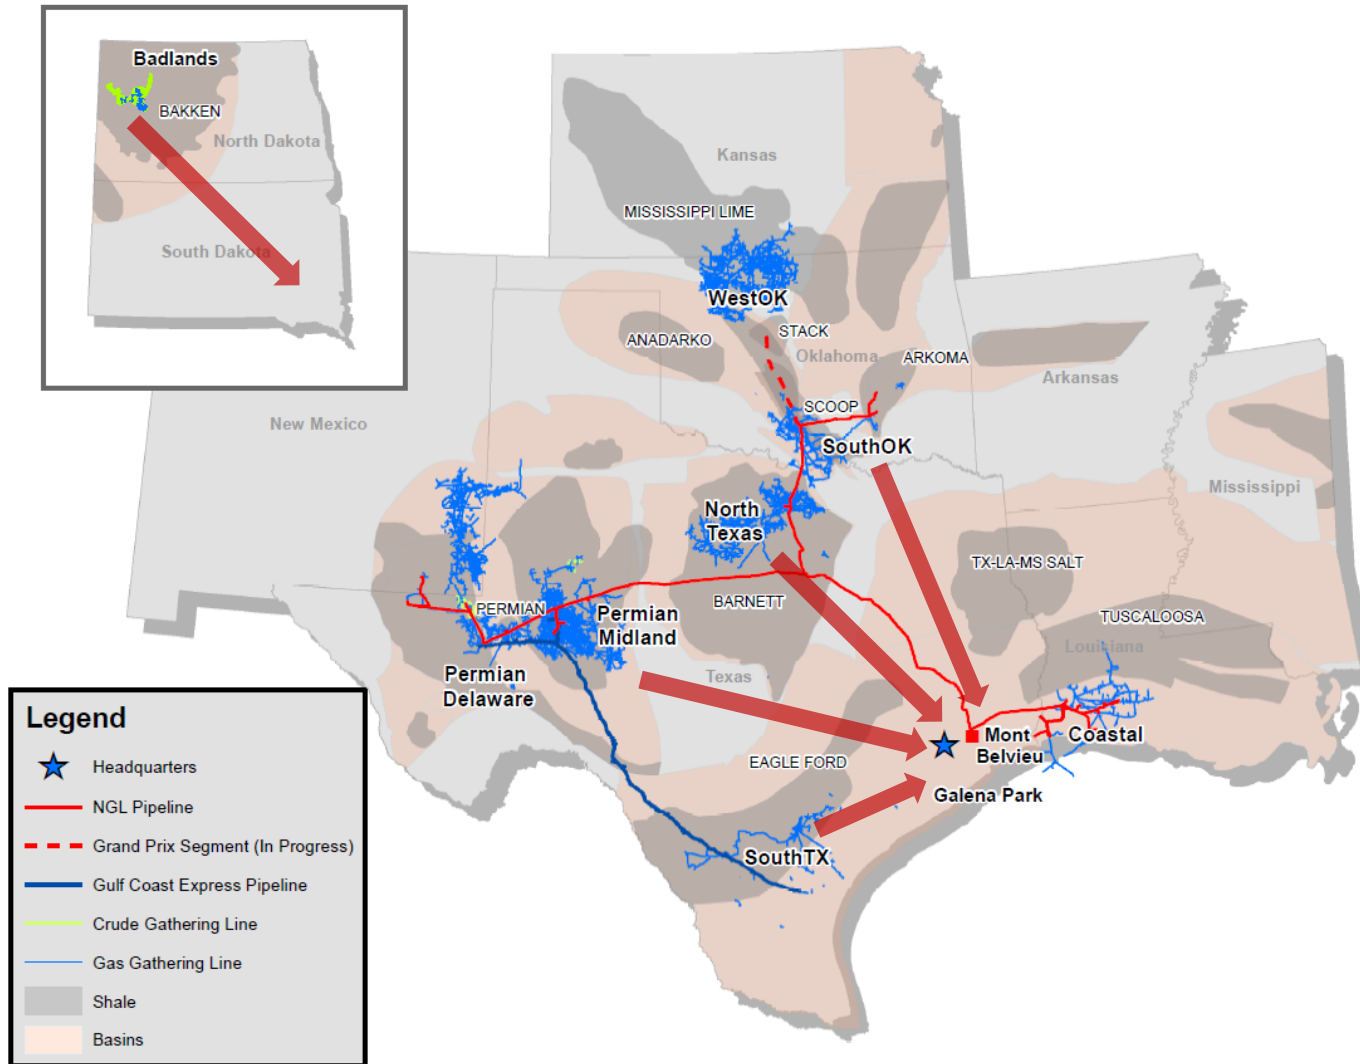 Badlands
BAKKEN
North Dakota
South Dakota
Kansas
MISSISSIPPI LIME
WestOK
STACK
ANADARKO
Oklahoma
ARKOMA
Arkansas
New Mexico
SCOOP
SouthOK
Mississippi
North
Texas
TX-LA-MS SALT
PERMIAN
BARNETT
Permian
Midland
TUSCALOOSA
Louisiana
Texas
Permian
Delaware
Mont
Belvieu
Coastal
EAGLE FORD
Galena Park
SouthTX
Legend
Headquarters
NGL Pipeline
Grand Prix Segment (In Progress)
Gulf Coast Express Pipeline
Crude Gathering Line
Gas Gathering Line
Shale
Basins